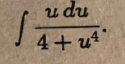 ∫ u du / (4 + u⁴).